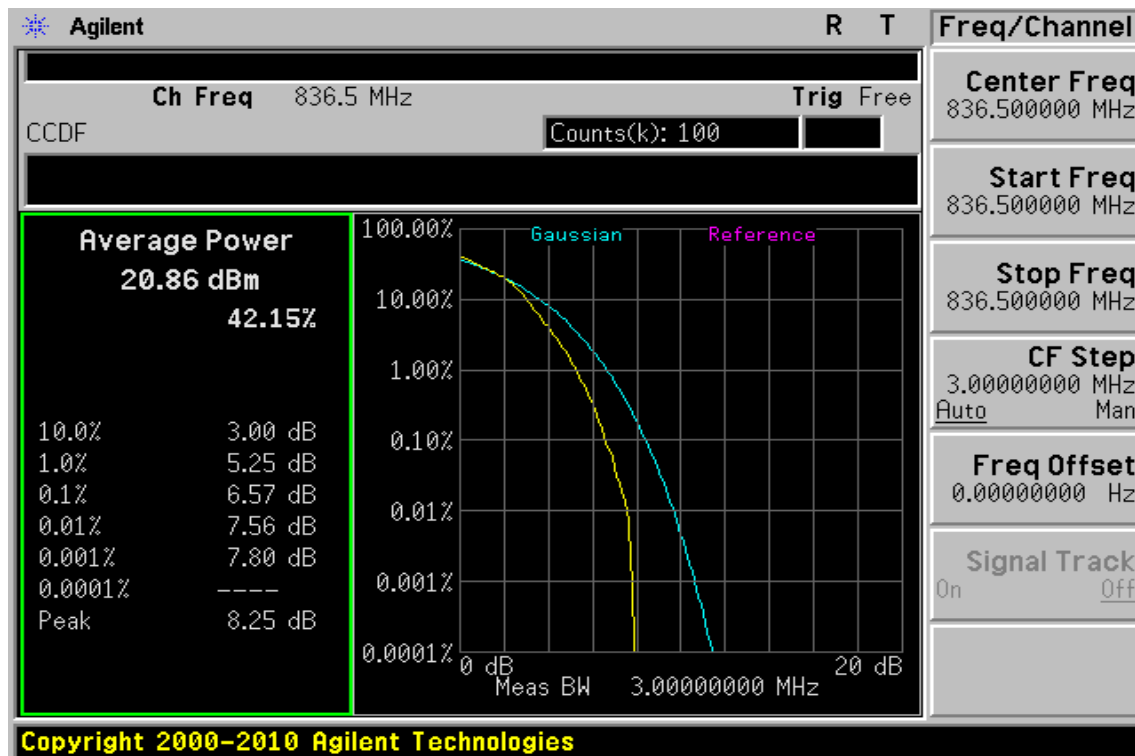 Agilent R T
Ch Freq 836.5 MHz Trig Free
CCDF Counts(k): 100
Average Power
20.86 dBm
42.15%
10.0% 3.00 dB
1.0% 5.25 dB
0.1% 6.57 dB
0.01% 7.56 dB
0.001% 7.80 dB
0.0001% ----
Peak 8.25 dB
Gaussian Reference
100.00%
10.00%
1.00%
0.10%
0.01%
0.001%
0.0001%
0 dB 20 dB
Meas BW 3.00000000 MHz
Freq/Channel
Center Freq
836.500000 MHz
Start Freq
836.500000 MHz
Stop Freq
836.500000 MHz
CF Step
3.00000000 MHz
Auto Man
Freq Offset
0.00000000 Hz
Signal Track
On Off
Copyright 2000-2010 Agilent Technologies